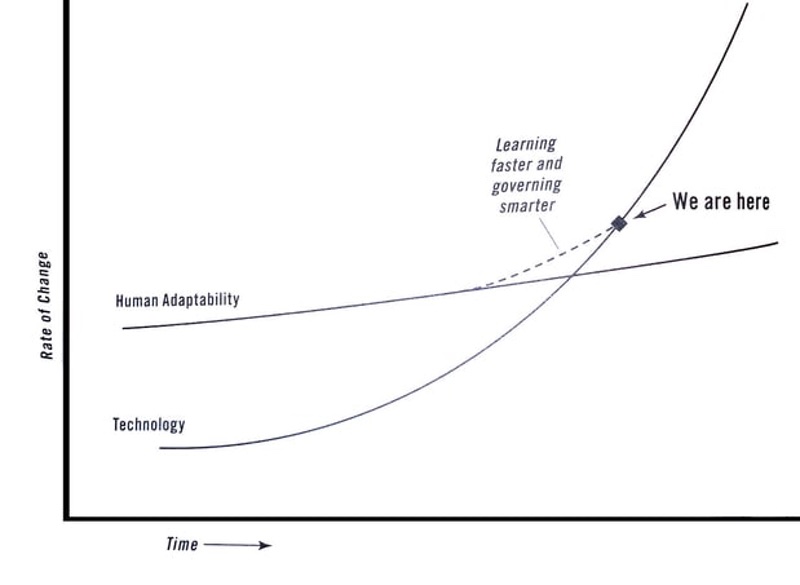 Learning
faster and
governing
smarter
We are here
Human Adaptability
Technology
Rate of Change
Time